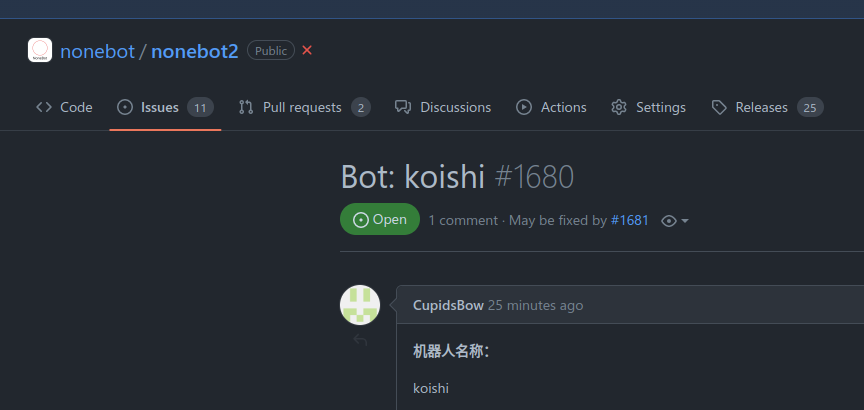 nonebot / nonebot2 Public
Code Issues 11 Pull requests 2 Discussions Actions Settings Releases 25
Bot: koishi #1680
Open 1 comment · May be fixed by #1681
CupidsBow 25 minutes ago
机器人名称：
koishi